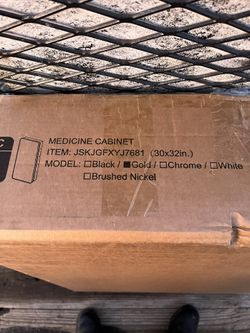 C
MEDICINE CABINET
ITEM: JSKJGFXYJ7681 (30x32in.)
MODEL: □Black / ■Gold / □Chrome / □White
□Brushed Nickel